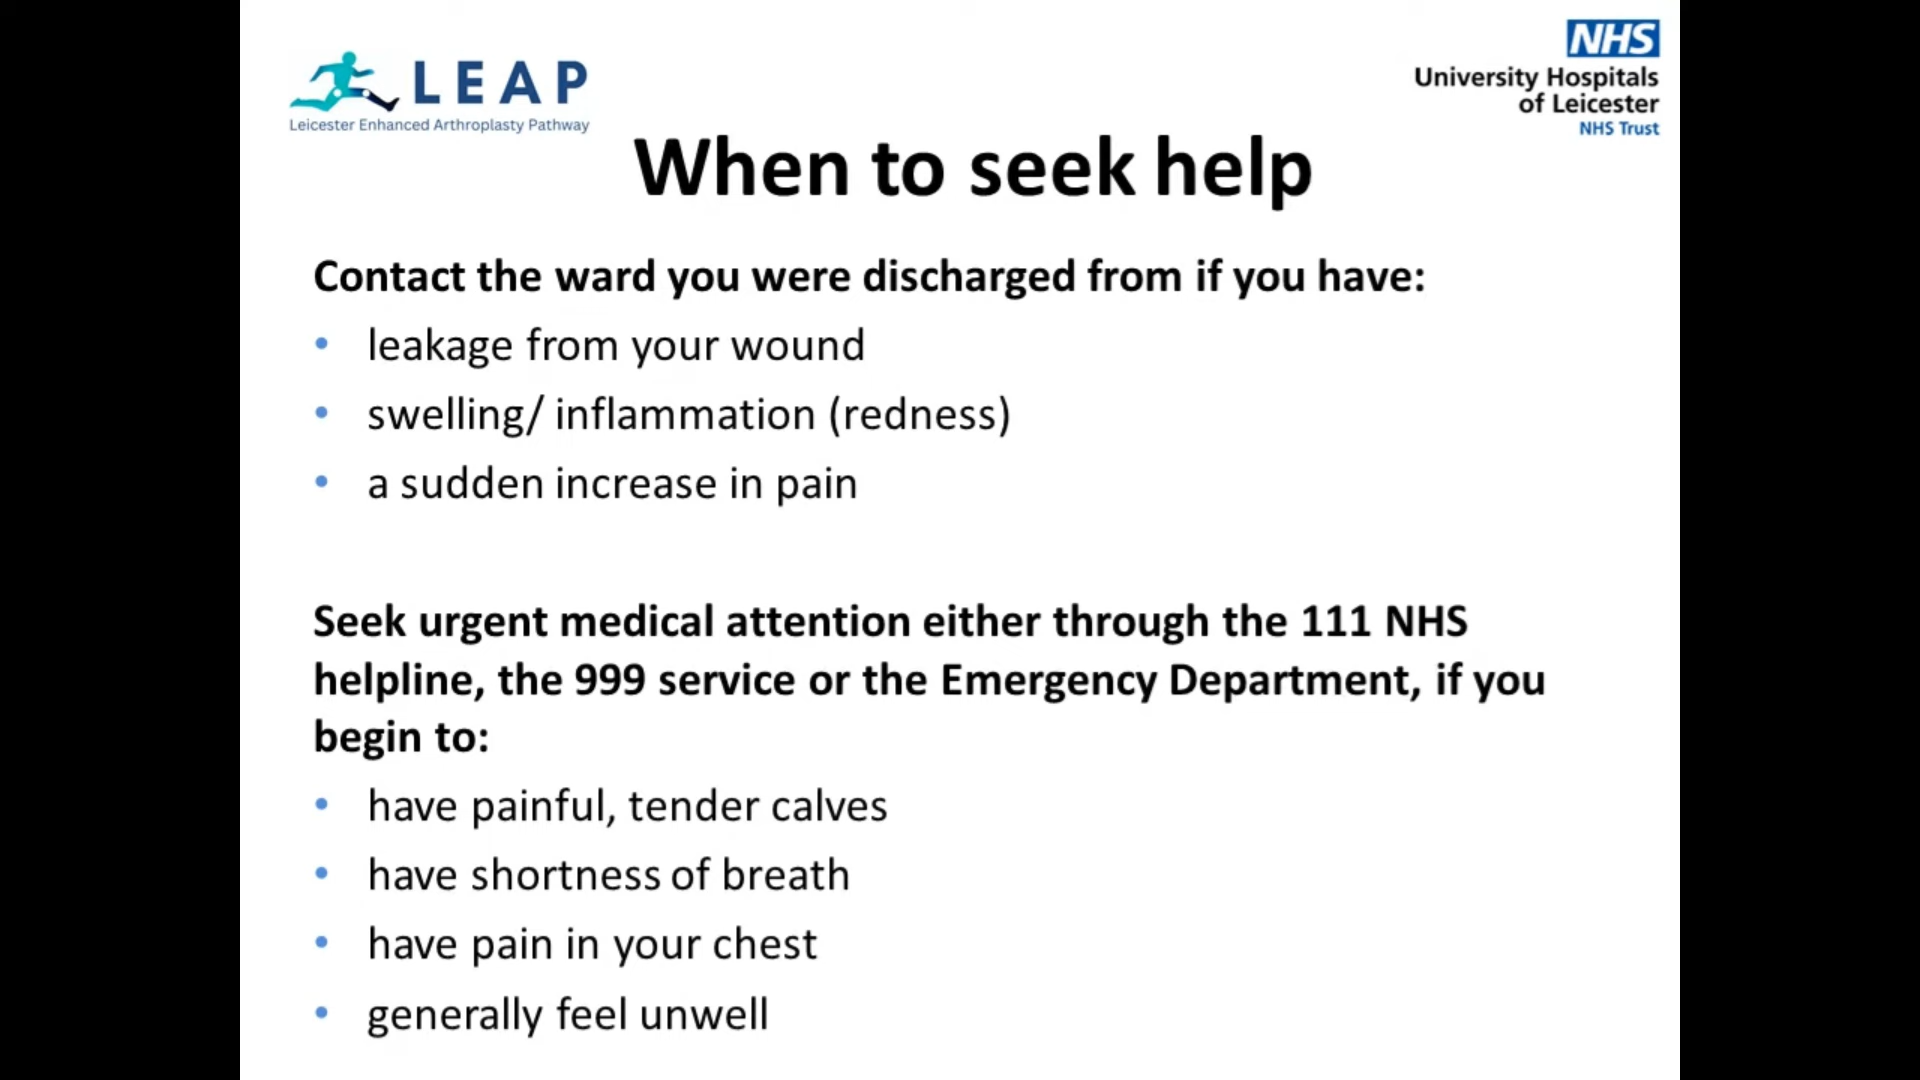 LEAP
Leicester Enhanced Arthroplasty Pathway
NHS
University Hospitals
of Leicester
NHS Trust
When to seek help
Contact the ward you were discharged from if you have:
• leakage from your wound
• swelling/ inflammation (redness)
• a sudden increase in pain
Seek urgent medical attention either through the 111 NHS
helpline, the 999 service or the Emergency Department, if you
begin to:
• have painful, tender calves
• have shortness of breath
• have pain in your chest
• generally feel unwell